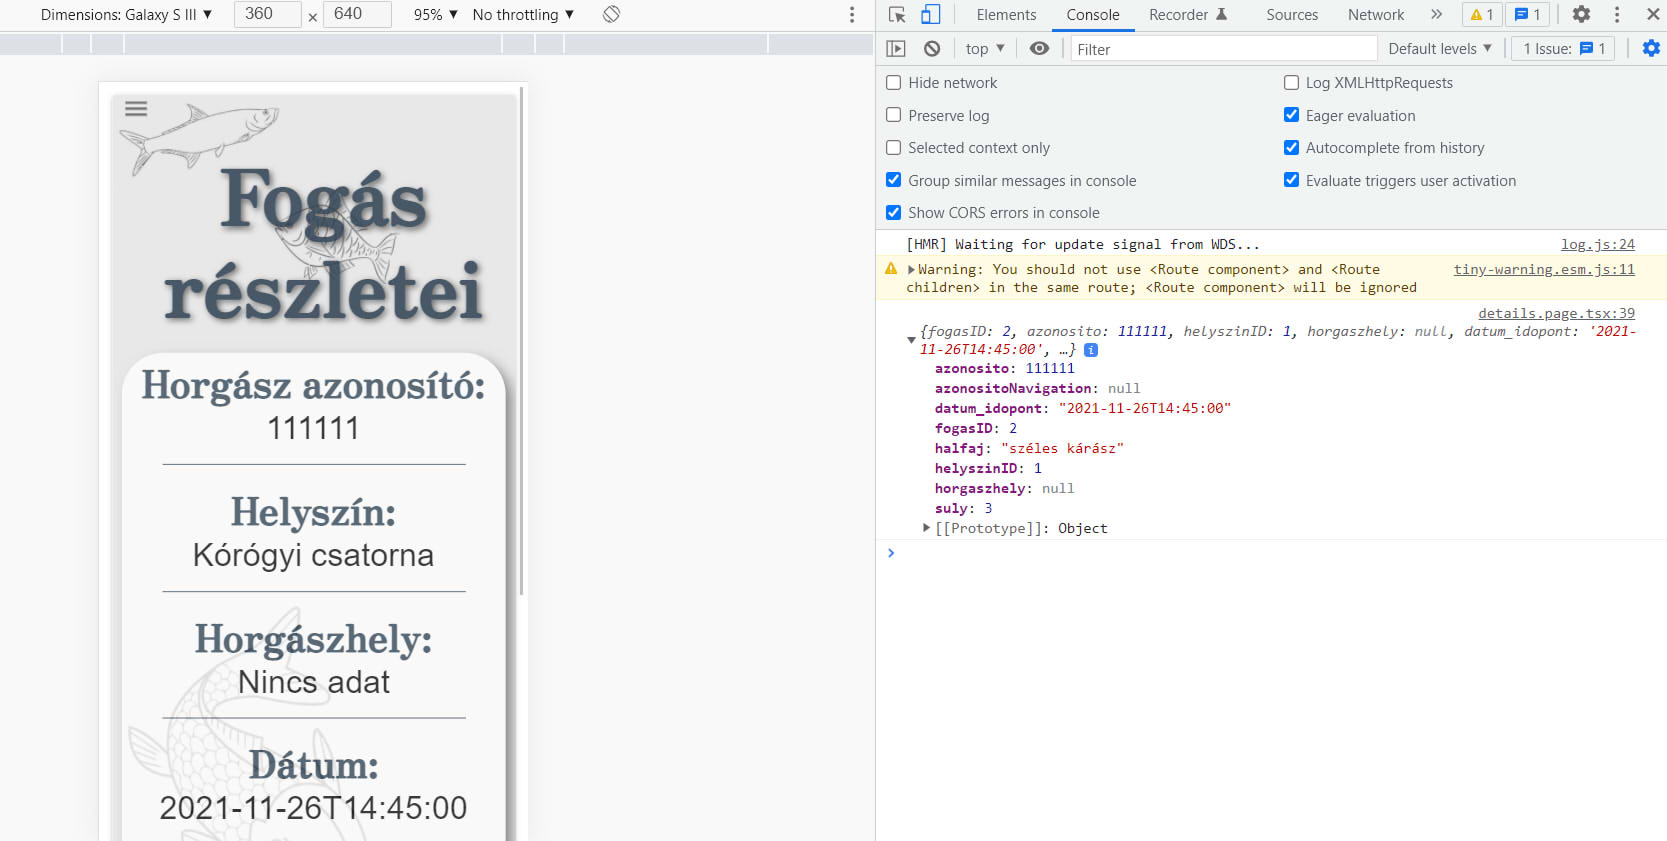 Dimensions: Galaxy S III ▼ 360 × 640 95% ▼ No throttling ▼
Elements Console Recorder Sources Network » 1 1
top ▼ Filter Default levels ▼ 1 Issue: 1
Hide network
Log XMLHttpRequests
Preserve log
Eager evaluation
Selected context only
Autocomplete from history
Group similar messages in console
Evaluate triggers user activation
Show CORS errors in console
[HMR] Waiting for update signal from WDS... log.js:24
Warning: You should not use <Route component> and <Route tiny-warning.esm.js:11
children> in the same route; <Route component> will be ignored
details.page.tsx:39
{fogasID: 2, azonosito: 111111, helyszinID: 1, horgaszhely: null, datum_idopont: '2021-
11-26T14:45:00', …} i
azonosito: 111111
azonositoNavigation: null
datum_idopont: "2021-11-26T14:45:00"
fogasID: 2
halfaj: "széles kárász"
helyszinID: 1
horgaszhely: null
suly: 3
[[Prototype]]: Object
Fogás
részletei
Horgász azonosító:
111111
Helyszín:
Kórógyi csatorna
Horgászhely:
Nincs adat
Dátum:
2021-11-26T14:45:00